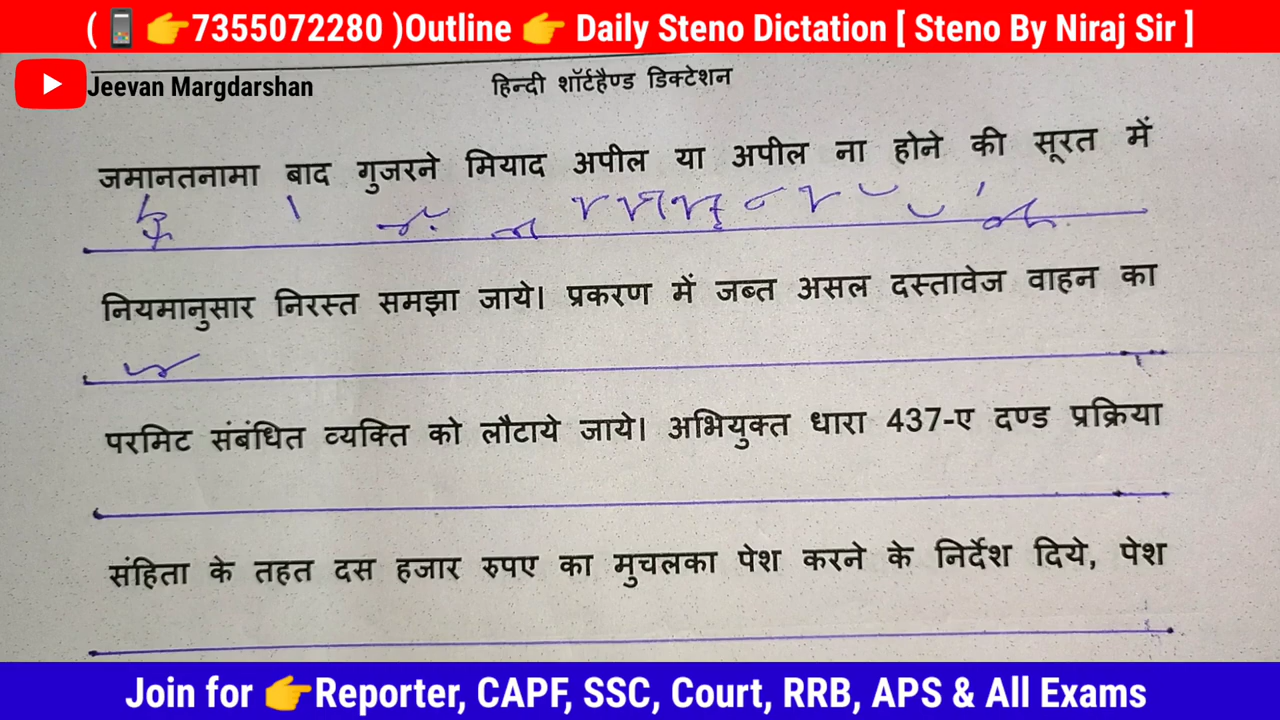 ( 📱👉7355072280 )Outline 👉 Daily Steno Dictation [ Steno By Niraj Sir ]
Jeevan Margdarshan
हिन्दी शॉर्टहैण्ड डिक्टेशन
जमानतनामा बाद गुजरने मियाद अपील या अपील ना होने की सूरत में
नियमानुसार निरस्त समझा जाये। प्रकरण में जब्त असल दस्तावेज वाहन का
परमिट संबंधित व्यक्ति को लौटाये जाये। अभियुक्त धारा 437-ए दण्ड प्रक्रिया
संहिता के तहत दस हजार रुपए का मुचलका पेश करने के निर्देश दिये, पेश
Join for 👉Reporter, CAPF, SSC, Court, RRB, APS & All Exams